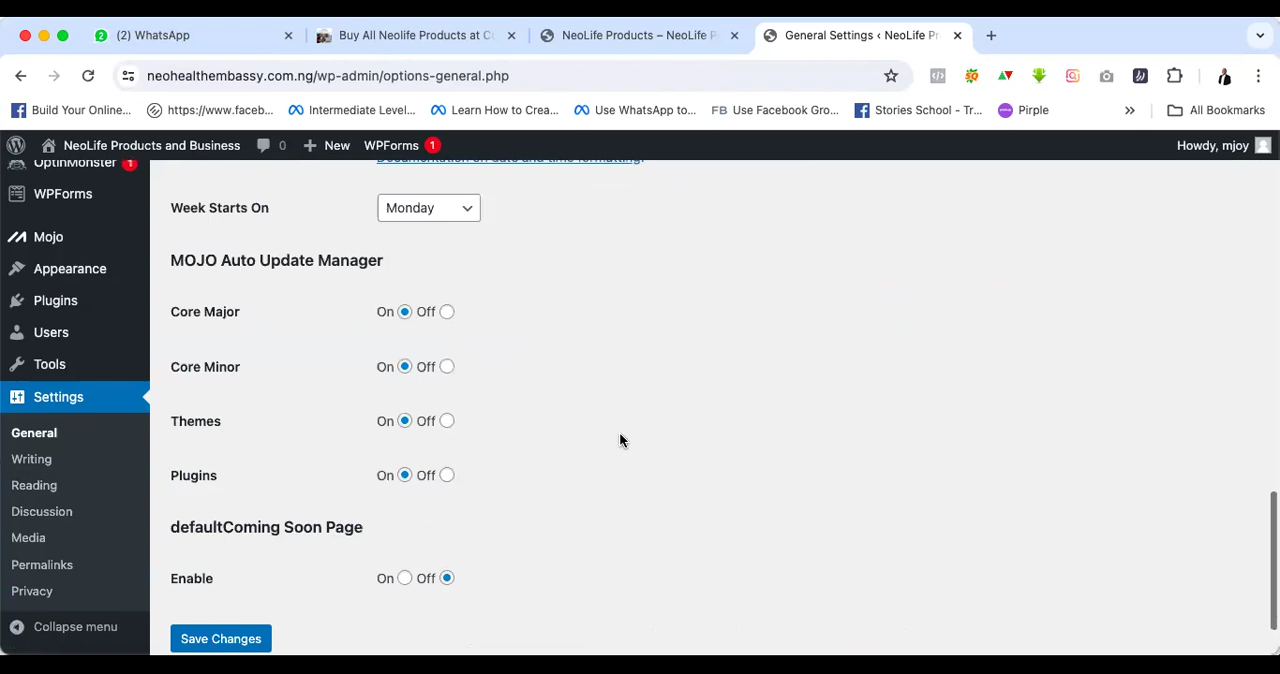 (2) WhatsApp
Buy All Neolife Products at C
NeoLife Products – NeoLife P
General Settings ‹ NeoLife Pr
neohealthembassy.com.ng/wp-admin/options-general.php
Build Your Online...
https://www.faceb...
Intermediate Level...
Learn How to Crea...
Use WhatsApp to...
FB Use Facebook Gro...
Stories School - Tr...
Pirple
»
All Bookmarks
NeoLife Products and Business
0
New
WPForms 1
Howdy, mjoy
OptinMonster 1
WPForms
Mojo
Appearance
Plugins
Users
Tools
Settings
General
Writing
Reading
Discussion
Media
Permalinks
Privacy
Collapse menu
Documentation on date and time formatting.
Week Starts On Monday
MOJO Auto Update Manager
Core Major On Off
Core Minor On Off
Themes On Off
Plugins On Off
defaultComing Soon Page
Enable On Off
Save Changes